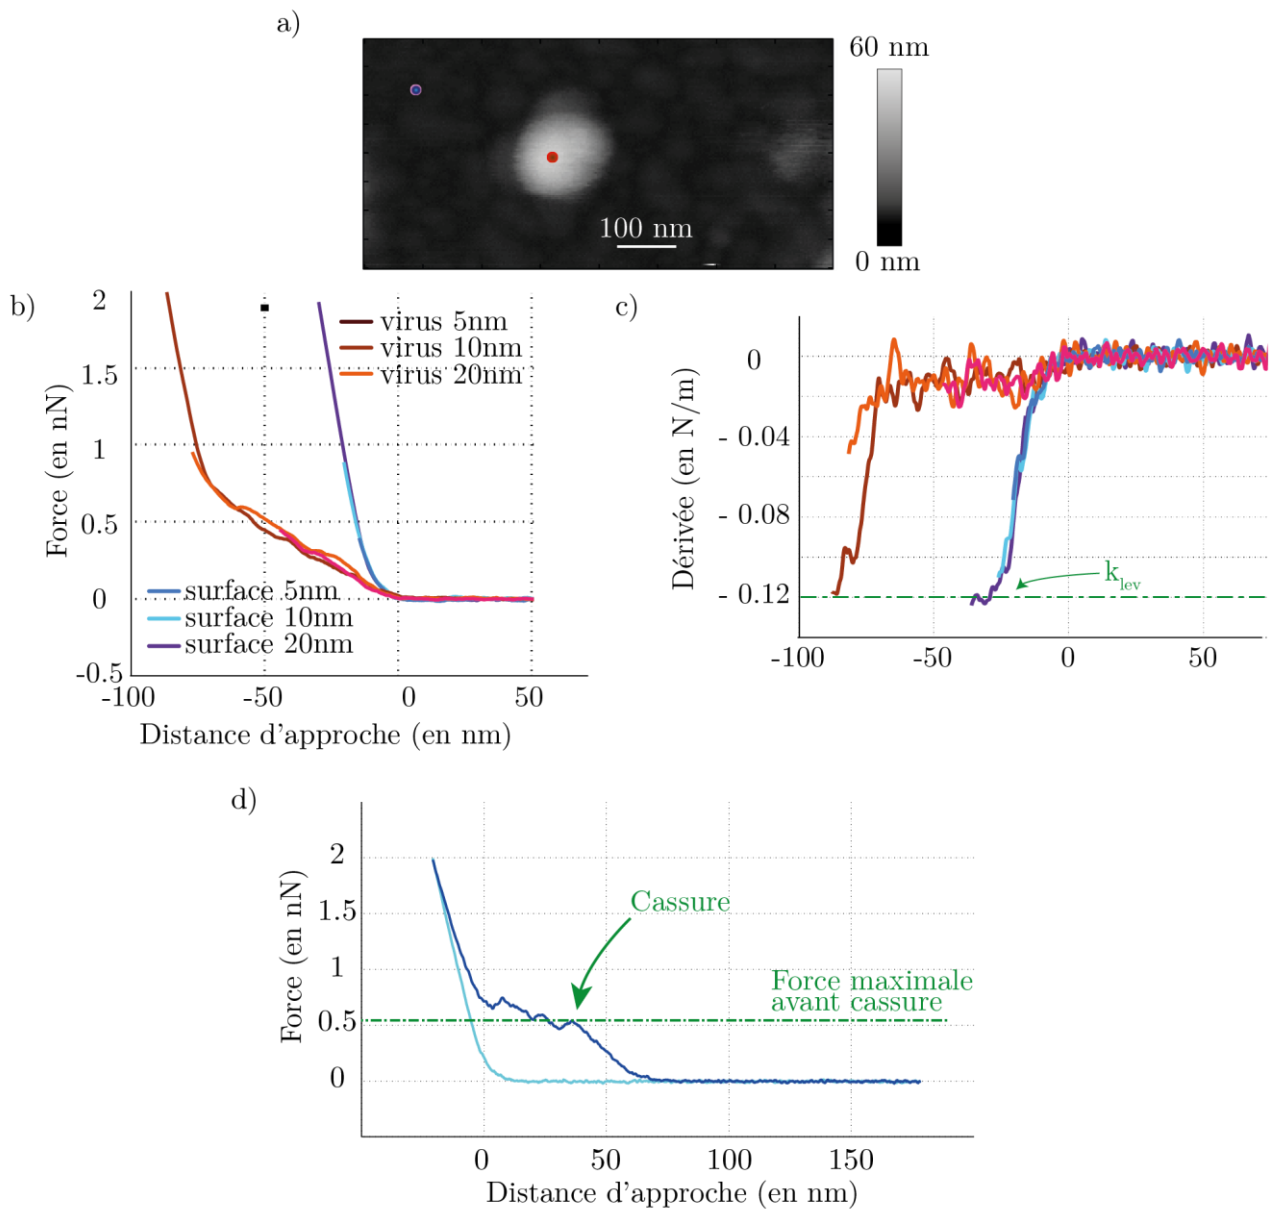 a)
60 nm
100 nm
0 nm
b)
2
1.5
1
0.5
0
-0.5
-100
-50
0
50
Force (en nN)
Distance d'approche (en nm)
virus 5nm
virus 10nm
virus 20nm
surface 5nm
surface 10nm
surface 20nm
c)
0
- 0.04
- 0.08
- 0.12
-100
-50
0
50
Dérivée (en N/m)
k_lev
d)
2
1.5
1
0.5
0
0
50
100
150
Force (en nN)
Distance d'approche (en nm)
Cassure
Force maximale
avant cassure